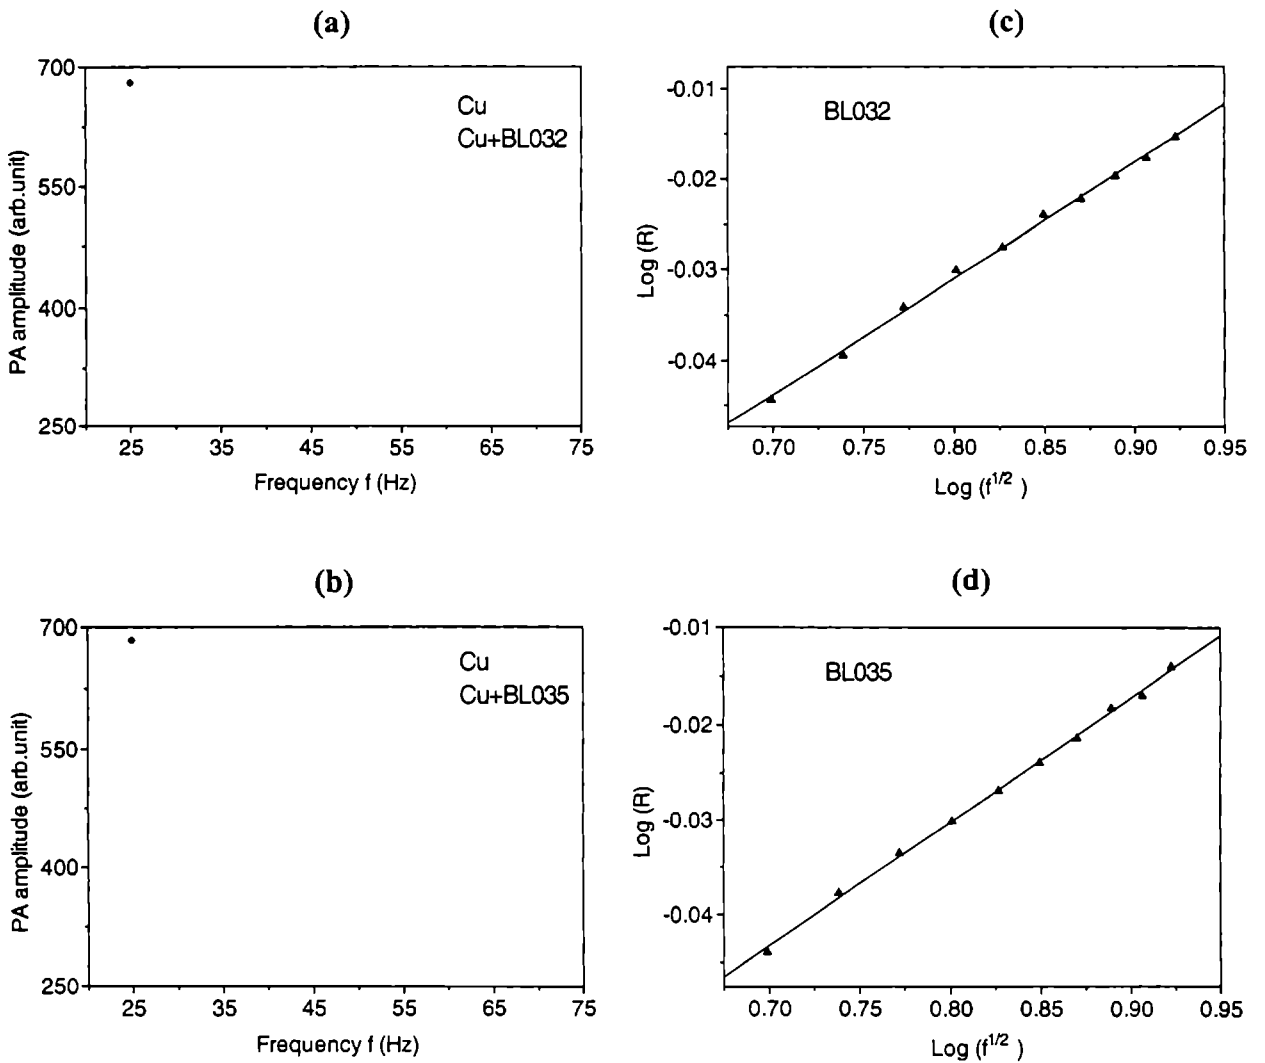 (a)
700
550
400
250
PA amplitude (arb.unit)
Cu
Cu+BL032
25 35 45 55 65 75
Frequency f (Hz)
(c)
-0.01
-0.02
-0.03
-0.04
Log (R)
BL032
0.70 0.75 0.80 0.85 0.90 0.95
Log (f^1/2 )
(b)
700
550
400
250
PA amplitude (arb.unit)
Cu
Cu+BL035
25 35 45 55 65 75
Frequency f (Hz)
(d)
-0.01
-0.02
-0.03
-0.04
Log (R)
BL035
0.70 0.75 0.80 0.85 0.90 0.95
Log (f^1/2 )